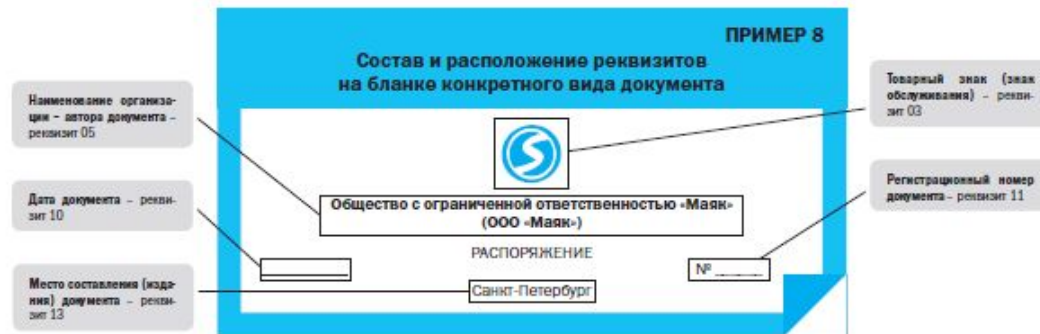 ПРИМЕР 8
Состав и расположение реквизитов
на бланке конкретного вида документа
Наименование организа-
ции – автора документа –
реквизит 05
Дата документа – рекви-
зит 10
Место составления (изда-
ния) документа – рекви-
зит 13
Общество с ограниченной ответственностью «Маяк»
(ООО «Маяк»)
РАСПОРЯЖЕНИЕ
№ ______
Санкт-Петербург
Товарный знак (знак
обслуживания) – рекви-
зит 03
Регистрационный номер
документа – реквизит 11